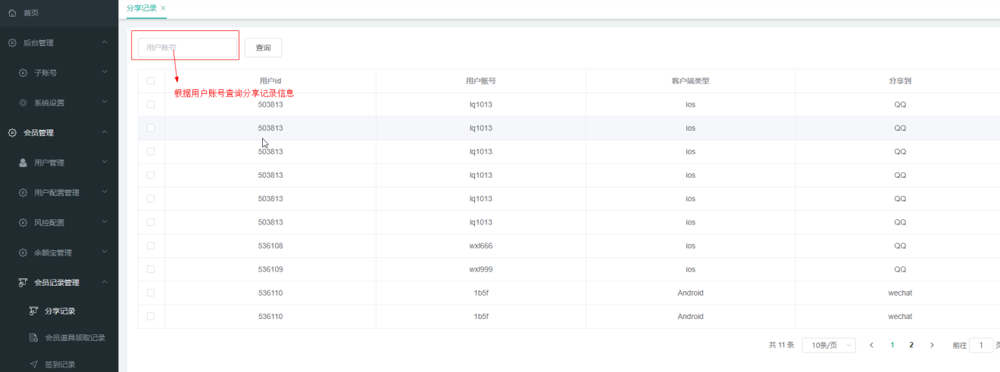 首页
后台管理
子账号
系统设置
会员管理
用户管理
用户配置管理
风控配置
余额宝管理
会员记录管理
分享记录
会员道具领取记录
签到记录
分享记录 ×
用户账号 查询
用户id 用户账号 客户端类型 分享到
根据用户账号查询分享记录信息
503813 lq1013 ios QQ
503813 lq1013 ios QQ
503813 lq1013 ios QQ
503813 lq1013 ios QQ
503813 lq1013 ios QQ
503813 lq1013 ios QQ
536108 wxl666 ios QQ
536109 wxl999 ios QQ
536110 1b5f Android wechat
536110 1b5f Android wechat
共 11 条 10条/页 1 2 前往 1